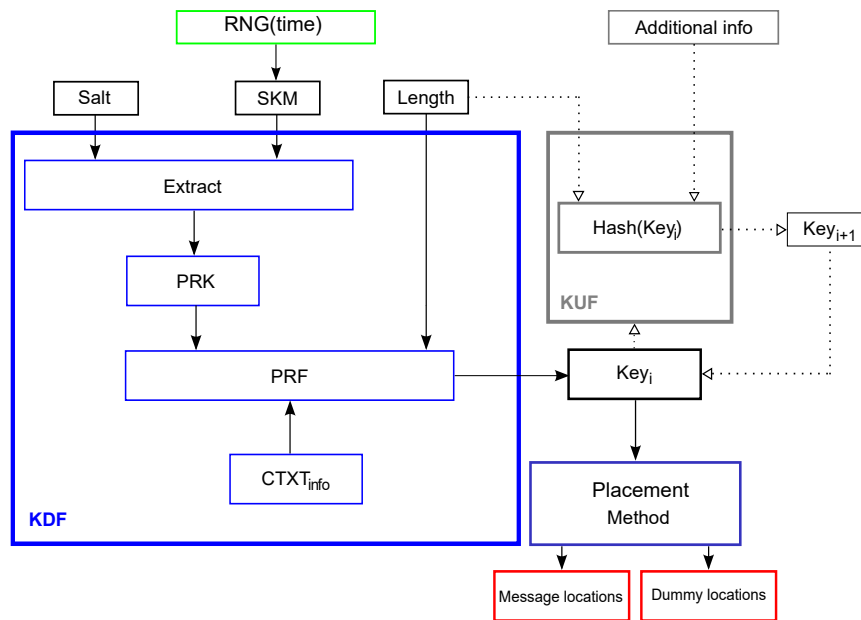 RNG(time)
Additional info
Salt
SKM
Length
Extract
Hash(Keyi)
Keyi+1
PRK
KUF
PRF
Keyi
CTXTinfo
Placement
Method
KDF
Message locations
Dummy locations